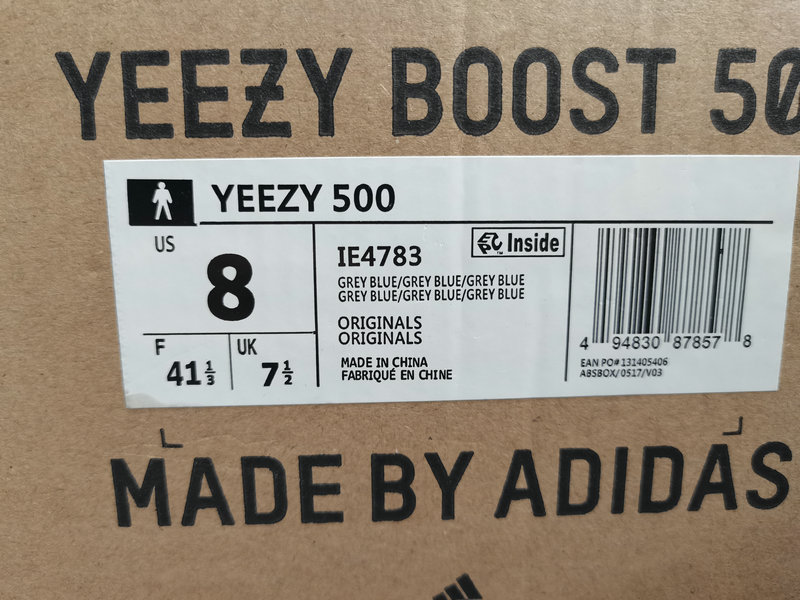 YEEZY BOOST 50
YEEZY 500
US
8
F
41 1/3
UK
7 1/2
IE4783
EPC Inside
TM
GREY BLUE/GREY BLUE/GREY BLUE
GREY BLUE/GREY BLUE/GREY BLUE
ORIGINALS
ORIGINALS
MADE IN CHINA
FABRIQUÉ EN CHINE
4 94830 87857 8
EAN PO# 131405406
ABSBOX/0517/V03
MADE BY ADIDAS